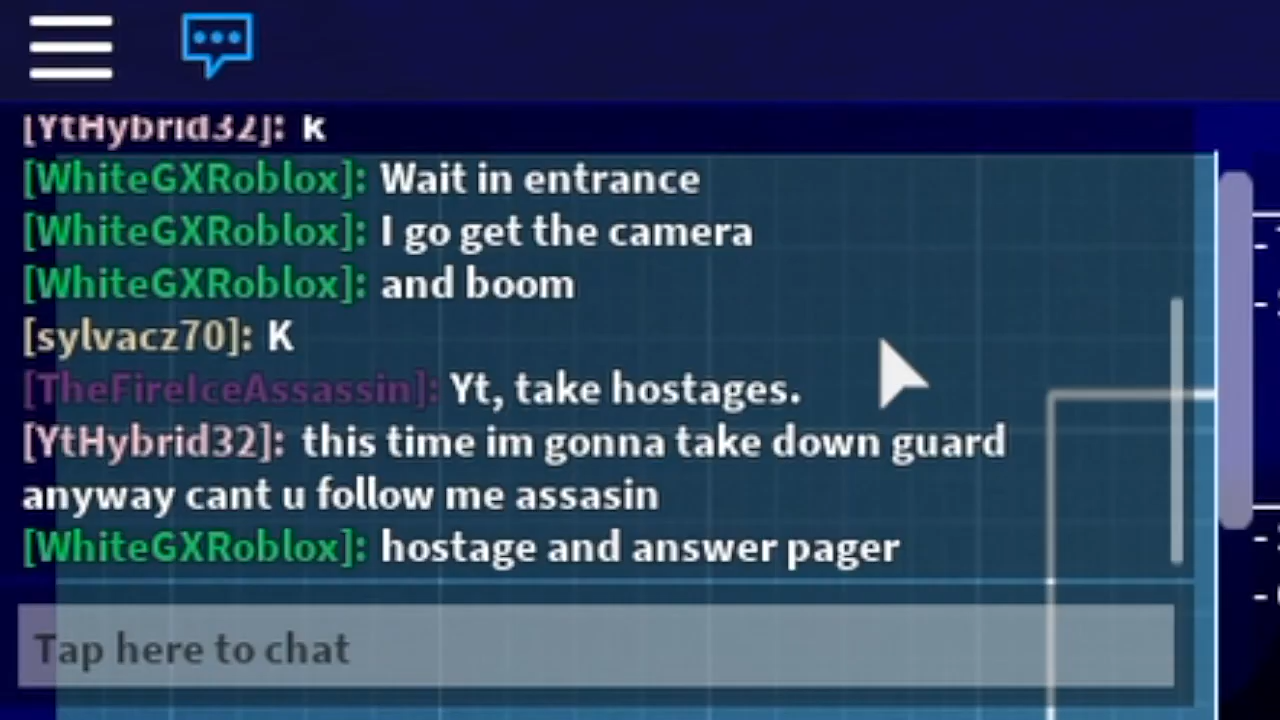 [YtHybrid32]: k
[WhiteGXRoblox]: Wait in entrance
[WhiteGXRoblox]: I go get the camera
[WhiteGXRoblox]: and boom
[sylvacz70]: K
[TheFireIceAssassin]: Yt, take hostages.
[YtHybrid32]: this time im gonna take down guard
anyway cant u follow me assasin
[WhiteGXRoblox]: hostage and answer pager
Tap here to chat